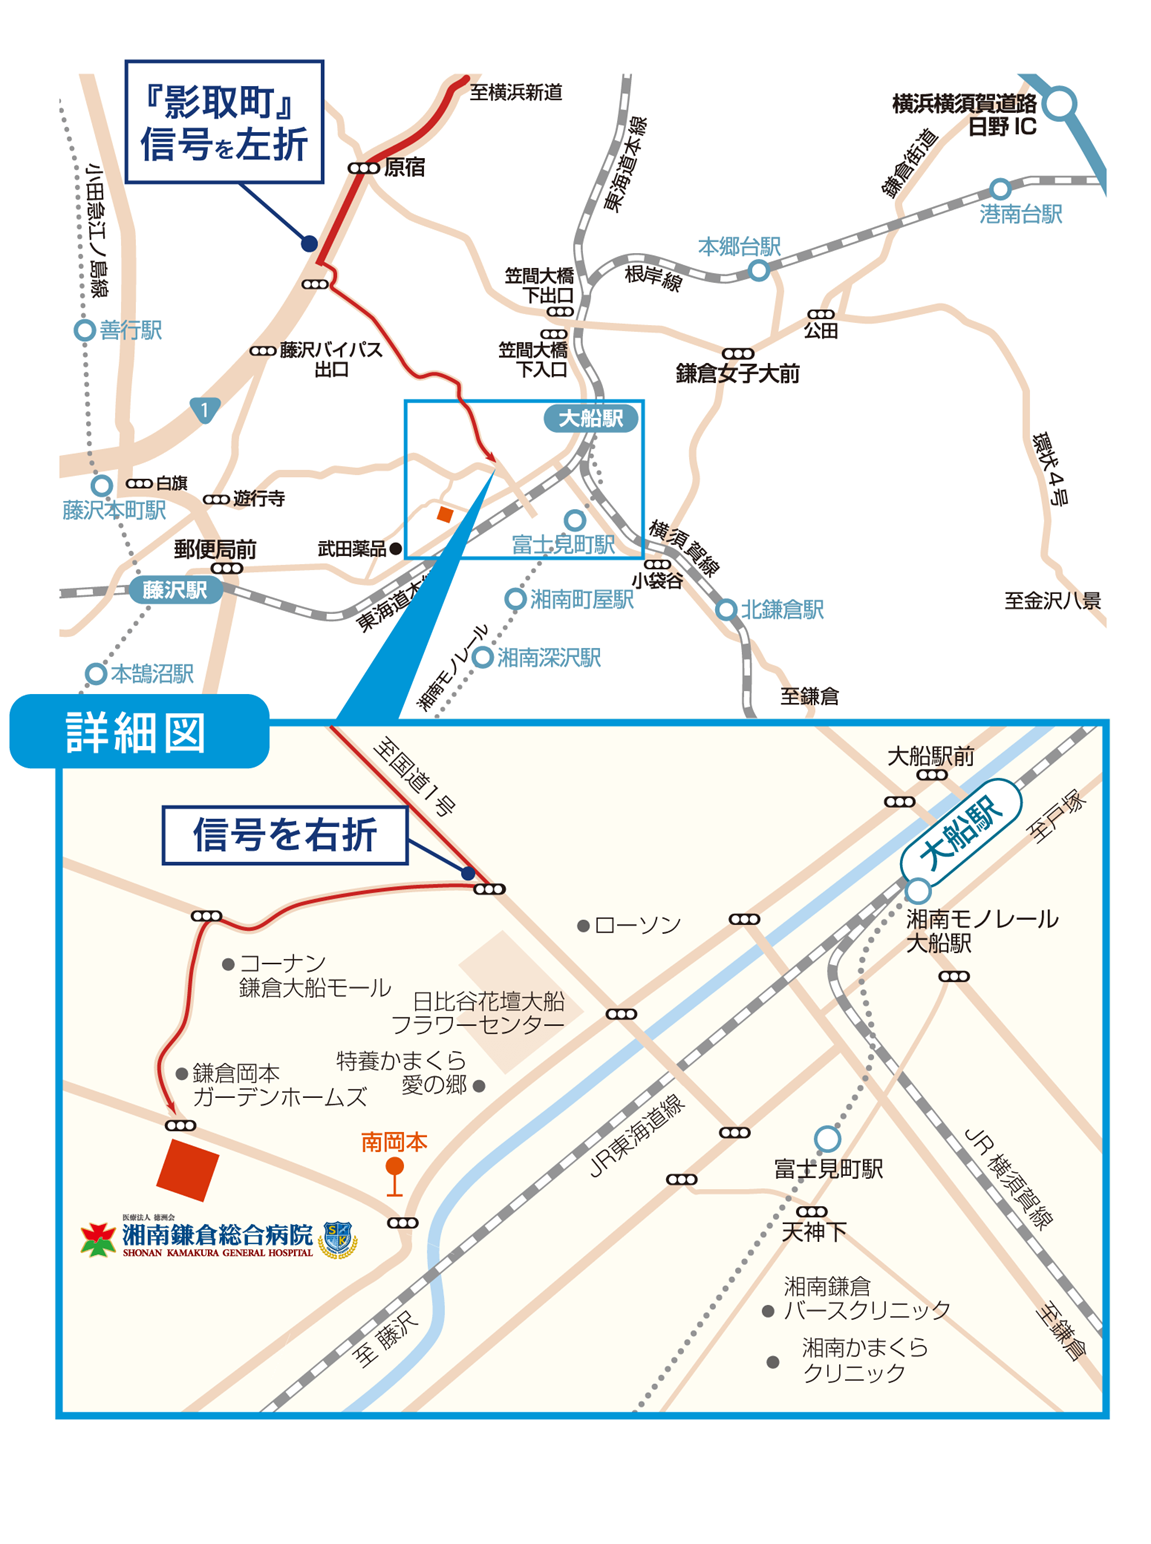 『影取町』
信号を左折
至横浜新道
原宿
東海道本線
横浜横須賀道路
日野IC
鎌倉街道
港南台駅
本郷台駅
根岸線
小田急江ノ島線
笠間大橋
下出口
善行駅
藤沢バイパス
出口
笠間大橋
下入口
公田
鎌倉女子大前
1
大船駅
環状4号
白旗
藤沢本町駅
遊行寺
郵便局前
武田薬品
富士見町駅
横須賀線
小袋谷
藤沢駅
東海道本
湘南町屋駅
北鎌倉駅
至金沢八景
湘南モノレール
湘南深沢駅
本鵠沼駅
至鎌倉
詳細図
至国道1号
大船駅前
信号を右折
大船駅
至戸塚
ローソン
湘南モノレール
大船駅
コーナン
鎌倉大船モール
日比谷花壇大船
フラワーセンター
特養かまくら
愛の郷
鎌倉岡本
ガーデンホームズ
南岡本
JR東海道線
富士見町駅
JR 横須賀線
医療法人 徳洲会
湘南鎌倉総合病院
SHONAN KAMAKURA GENERAL HOSPITAL
S
K
天神下
湘南鎌倉
バースクリニック
至 藤沢
至鎌倉
湘南かまくら
クリニック